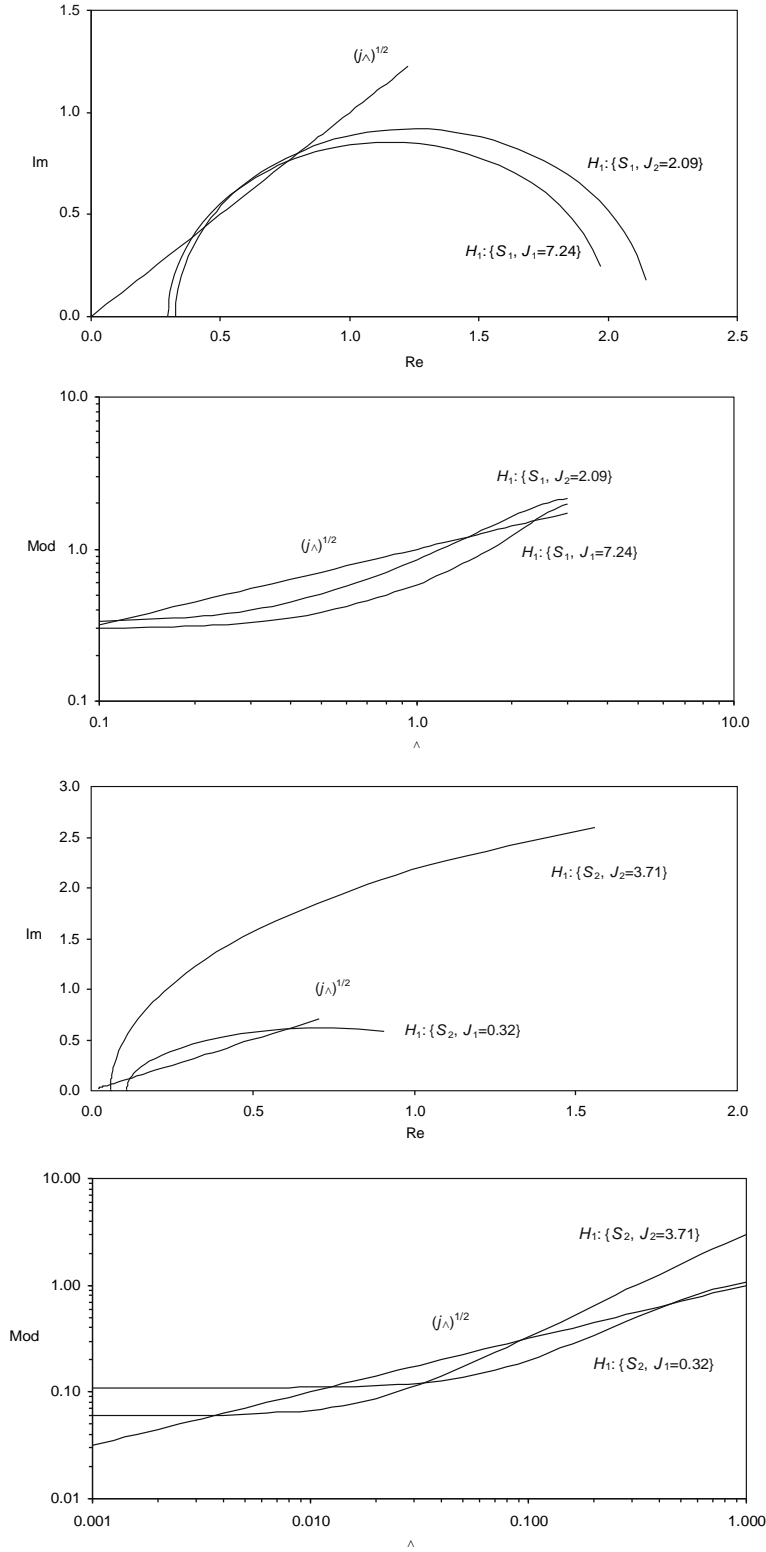 1.5
(j^)1/2
1.0
Im
H1: {S1, J2=2.09}
0.5
H1: {S1, J1=7.24}
0.0
0.0 0.5 1.0 1.5 2.0 2.5
Re
10.0
H1: {S1, J2=2.09}
(j^)1/2
Mod 1.0
H1: {S1, J1=7.24}
0.1
0.1 1.0 10.0
^
3.0
2.5
H1: {S2, J2=3.71}
2.0
Im
1.5
1.0
(j^)1/2
0.5
H1: {S2, J1=0.32}
0.0
0.0 0.5 1.0 1.5 2.0
Re
10.00
H1: {S2, J2=3.71}
1.00
(j^)1/2
Mod
H1: {S2, J1=0.32}
0.10
0.01
0.001 0.010 0.100 1.000
^